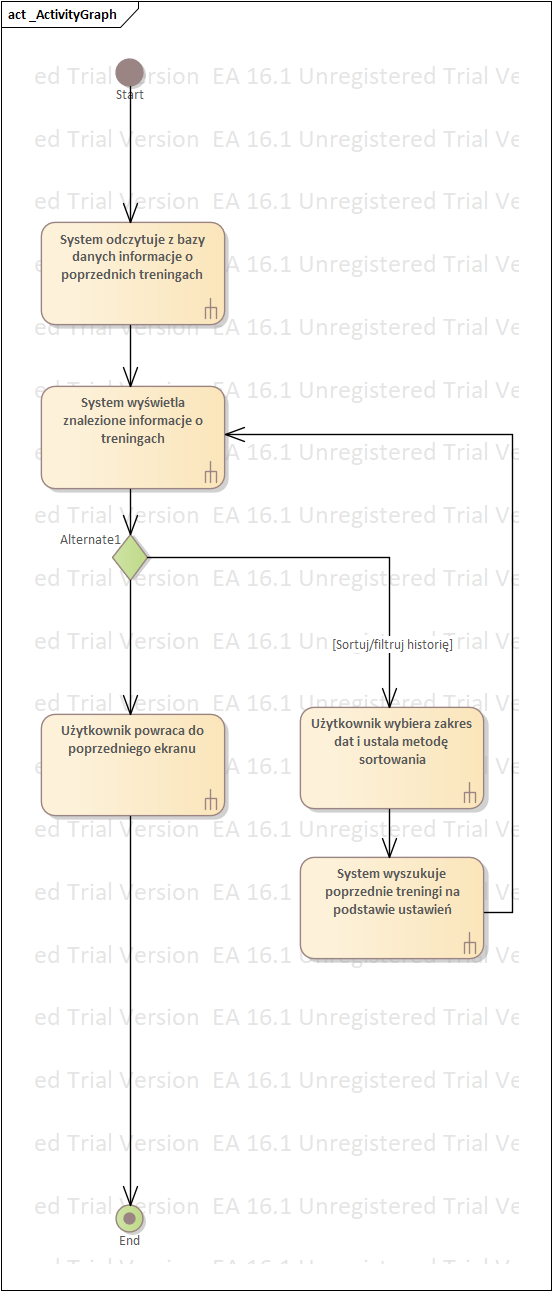 act _ActivityGraph
Start
System odczytuje z bazy
danych informacje o
poprzednich treningach
System wyświetla
znalezione informacje o
treningach
Alternate1
[Sortuj/filtruj historię]
Użytkownik powraca do
poprzedniego ekranu
Użytkownik wybiera zakres
dat i ustala metodę
sortowania
System wyszukuje
poprzednie treningi na
podstawie ustawień
End
ed Trial Version EA 16.1 Unregistered Trial Ve